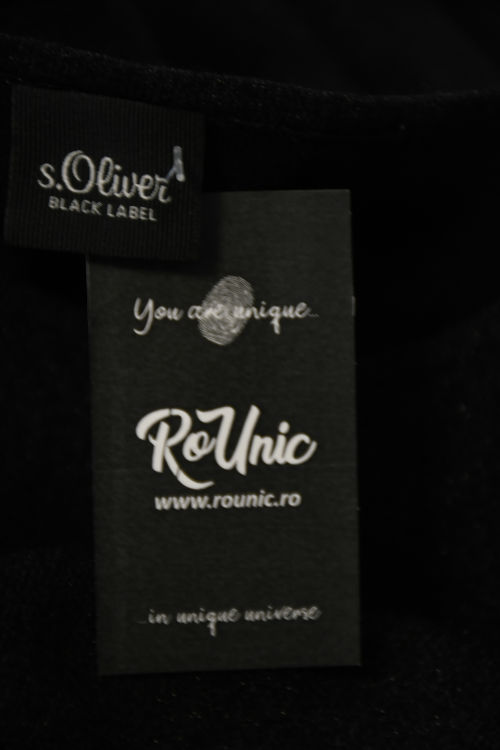 s.Oliver
BLACK LABEL
You are unique...
RoUnic
www.rounic.ro
...in unique universe